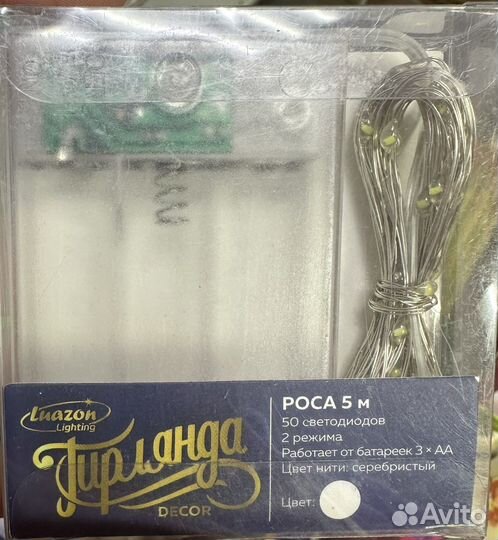 Luazon
Lighting
Гирлянда
DECOR
РОСА 5 м
50 светодиодов
2 режима
Работает от батареек 3 × АА
Цвет нити: серебристый
Цвет:
Avito